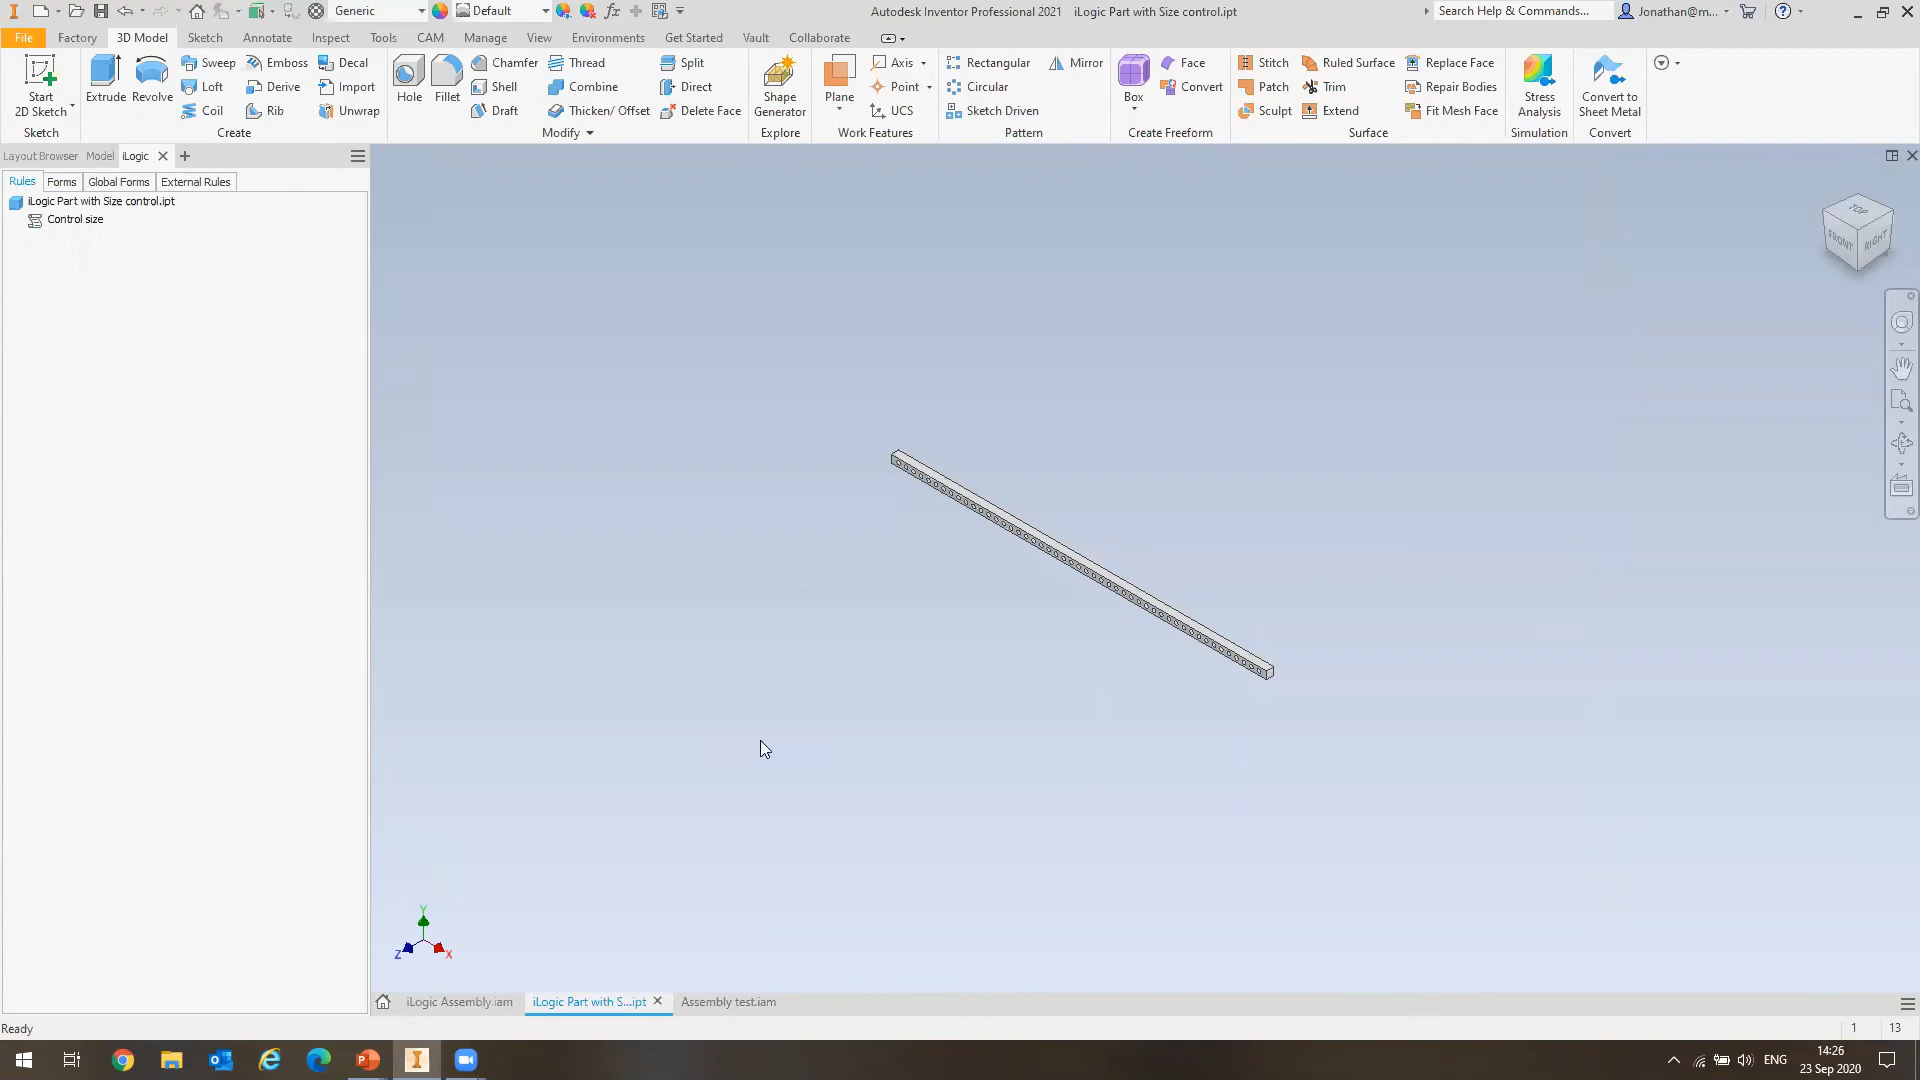 Generic Default Autodesk Inventor Professional 2021 iLogic Part with Size control.ipt Search Help & Commands... Jonathan@m...
File Factory 3D Model Sketch Annotate Inspect Tools CAM Manage View Environments Get Started Vault Collaborate
Start
2D Sketch
Sketch
Extrude Revolve
Sweep Emboss Decal
Loft Derive Import
Coil Rib Unwrap
Create
Hole Fillet
Chamfer Thread Split
Shell Combine Direct
Draft Thicken/ Offset Delete Face
Modify
Shape
Generator
Explore
Plane
Axis
Point
UCS
Work Features
Rectangular Mirror
Circular
Sketch Driven
Pattern
Box
Face
Convert
Create Freeform
Stitch Ruled Surface Replace Face
Patch Trim Repair Bodies
Sculpt Extend Fit Mesh Face
Surface
Stress
Analysis
Simulation
Convert to
Sheet Metal
Convert
Layout Browser Model iLogic
Rules Forms Global Forms External Rules
iLogic Part with Size control.ipt
Control size
TOP
FRONT RIGHT
Y
Z X
iLogic Assembly.iam iLogic Part with S...ipt Assembly test.iam
Ready 1 13
ENG 14:26
23 Sep 2020